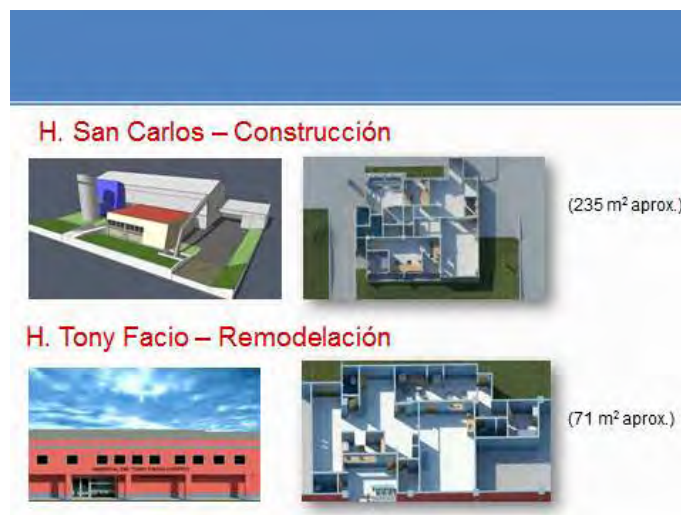 H. San Carlos – Construcción
(235 m² aprox.)
H. Tony Facio – Remodelación
(71 m² aprox.)